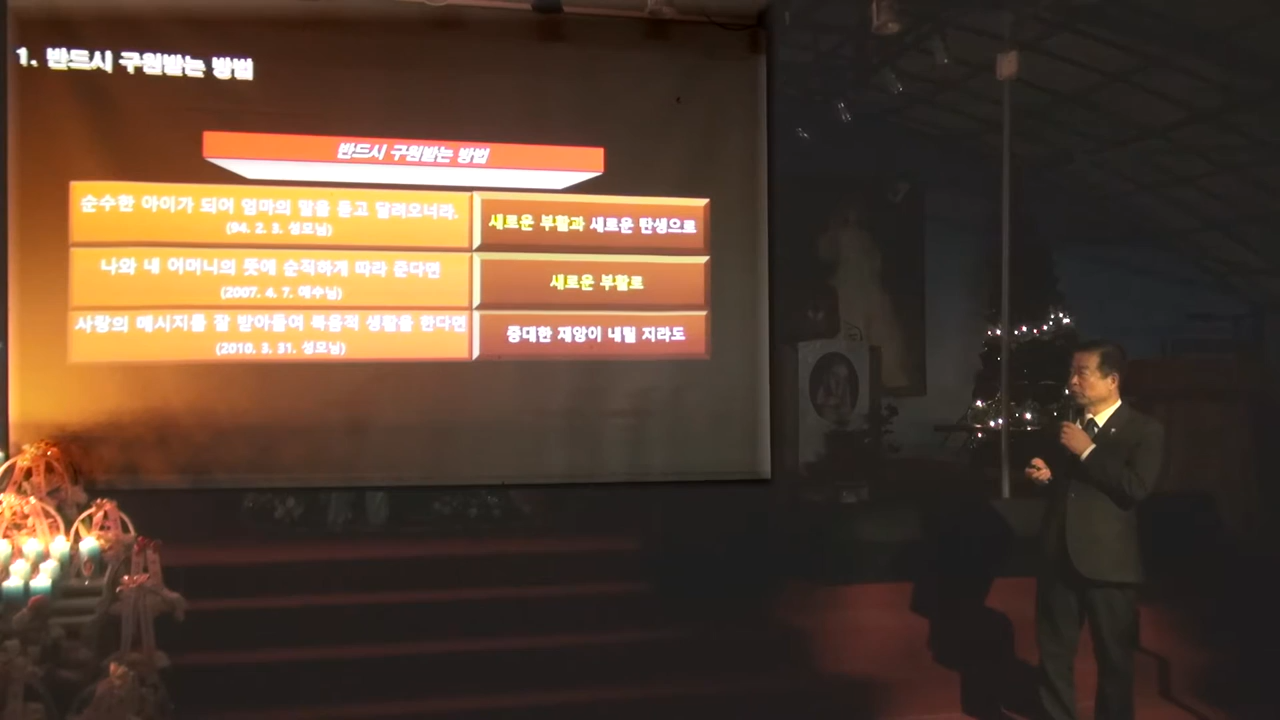 1. 반드시 구원받는 방법
반드시 구원받는 방법
순수한 아이가 되어 엄마의 말을 듣고 달려오너라.
(94. 2. 3. 성모님)
새로운 부활과 새로운 탄생으로
나와 내 어머니의 뜻에 순직하게 따라 준다면
(2007. 4. 7. 예수님)
새로운 부활로
사랑의 메시지를 잘 받아들여 복음적 생활을 한다면
(2010. 3. 31. 성모님)
중대한 재앙이 내릴 지라도